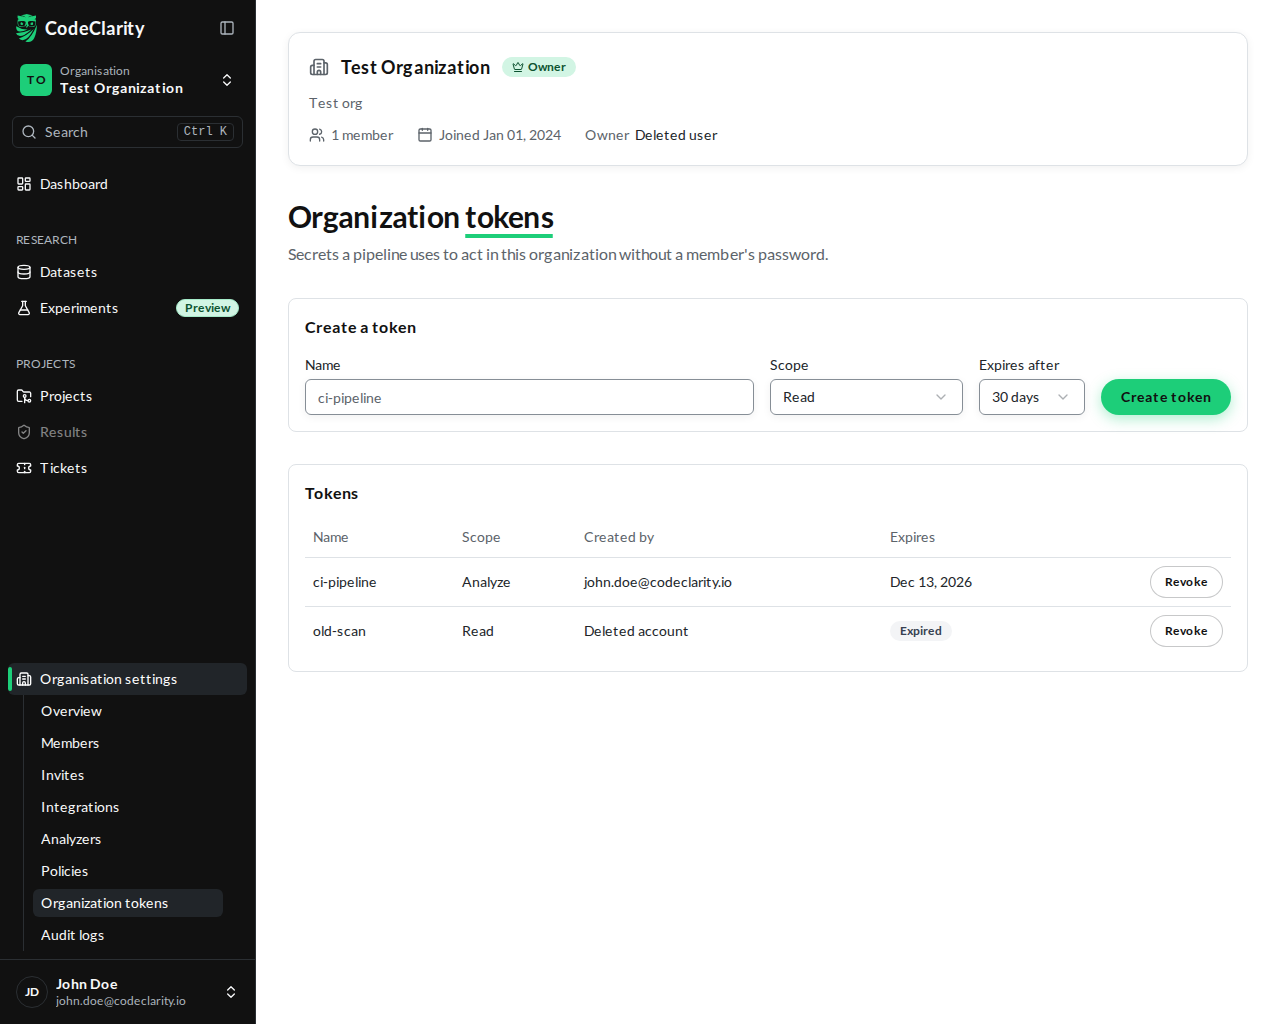 CodeClarity
TO
Organisation
Test Organization
Search
Ctrl K
Dashboard
RESEARCH
Datasets
Experiments
Preview
PROJECTS
Projects
Results
Tickets
Organisation settings
Overview
Members
Invites
Integrations
Analyzers
Policies
Organization tokens
Audit logs
JD
John Doe
john.doe@codeclarity.io
Test Organization
Owner
Test org
1 member
Joined Jan 01, 2024
Owner Deleted user
Organization tokens
Secrets a pipeline uses to act in this organization without a member's password.
Create a token
Name
Scope
Expires after
ci-pipeline
Read
30 days
Create token
Tokens
Name Scope Created by Expires
ci-pipeline Analyze john.doe@codeclarity.io Dec 13, 2026 Revoke
old-scan Read Deleted account Expired Revoke